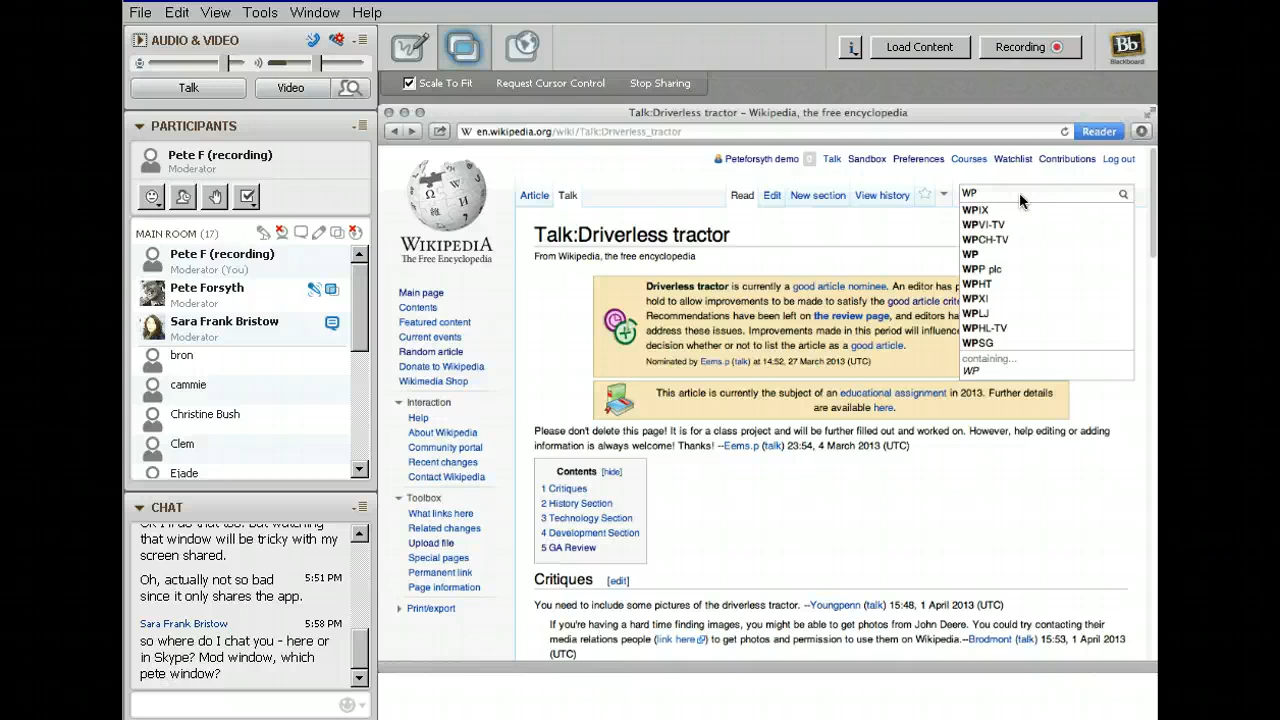 File Edit View Tools Window Help
AUDIO & VIDEO
Talk Video
PARTICIPANTS
Pete F (recording)
Moderator
MAIN ROOM (17)
Pete F (recording)
Moderator (You)
Pete Forsyth
Moderator
Sara Frank Bristow
Moderator
bron
cammie
Christine Bush
Clem
Ejade
CHAT
that window will be tricky with my
screen shared.
Oh, actually not so bad 5:51 PM
since it only shares the app.
Sara Frank Bristow 5:58 PM
so where do I chat you - here or
in Skype? Mod window, which
pete window?
i Load Content Recording Bb
Blackboard
Scale To Fit Request Cursor Control Stop Sharing
Talk:Driverless tractor – Wikipedia, the free encyclopedia
en.wikipedia.org/wiki/Talk:Driverless_tractor Reader
Peteforsyth demo 0 Talk Sandbox Preferences Courses Watchlist Contributions Log out
WIKIPEDIA
The Free Encyclopedia
Main page
Contents
Featured content
Current events
Random article
Donate to Wikipedia
Wikimedia Shop
Interaction
Help
About Wikipedia
Community portal
Recent changes
Contact Wikipedia
Toolbox
What links here
Related changes
Upload file
Special pages
Permanent link
Page information
Print/export
Article Talk Read Edit New section View history WP
WPIX
WPVI-TV
WPCH-TV
WP
WPP plc
WPHT
WPXI
WPLJ
WPHL-TV
WPSG
containing...
WP
Talk:Driverless tractor
From Wikipedia, the free encyclopedia
Driverless tractor is currently a good article nominee. An editor has p
hold to allow improvements to be made to satisfy the good article crite
Recommendations have been left on the review page, and editors ha
address these issues. Improvements made in this period will influenc
decision whether or not to list the article as a good article.
Nominated by Eems.p (talk) at 14:52, 27 March 2013 (UTC)
This article is currently the subject of an educational assignment in 2013. Further details
are available here.
Please don't delete this page! It is for a class project and will be further filled out and worked on. However, help editing or adding
information is always welcome! Thanks! --Eems.p (talk) 23:54, 4 March 2013 (UTC)
Contents [hide]
1 Critiques
2 History Section
3 Technology Section
4 Development Section
5 GA Review
Critiques [edit]
You need to include some pictures of the driverless tractor. --Youngpenn (talk) 15:48, 1 April 2013 (UTC)
If you're having a hard time finding images, you might be able to get photos from John Deere. You could try contacting their
media relations people (link here) to get photos and permission to use them on Wikipedia.--Brodmont (talk) 15:53, 1 April 2013
(UTC)